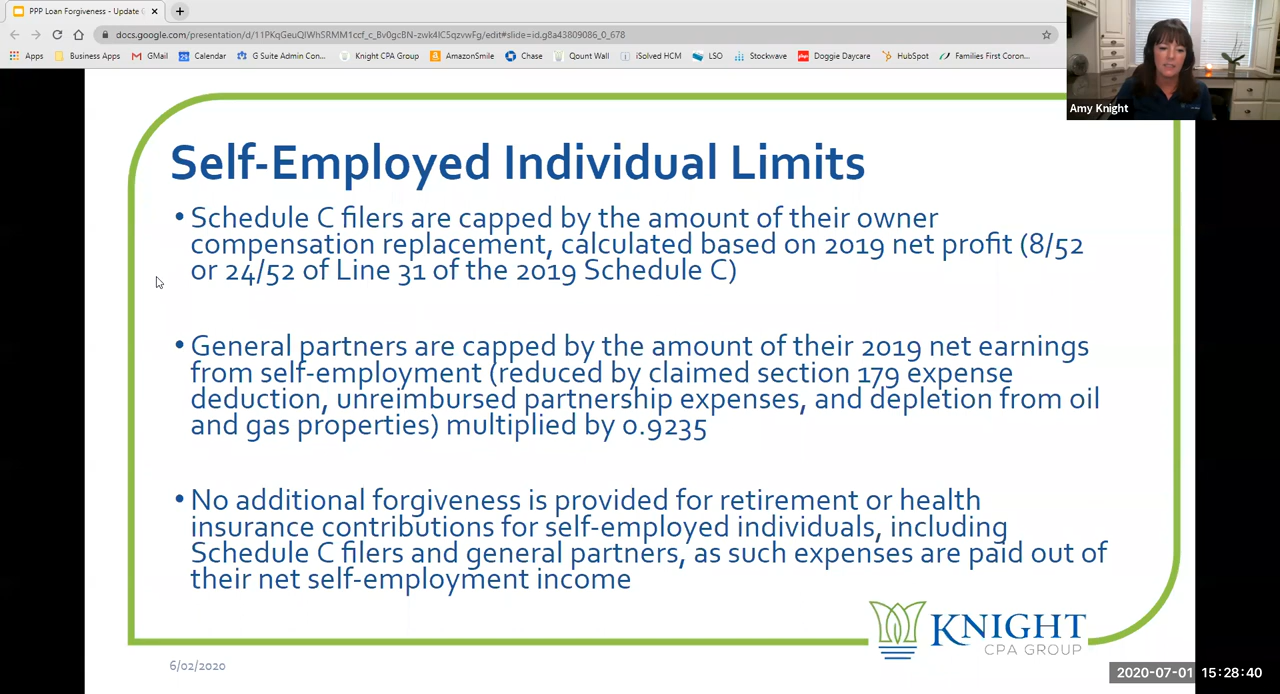 PPP Loan Forgiveness - Update
docs.google.com/presentation/d/11PKqGeuQIWhSRMM1ccf_c_Bv0gcBN-zwk4IC5qzvwFg/edit#slide=id.g8a43809086_0_678
Apps Business Apps GMail Calendar G Suite Admin Con... Knight CPA Group AmazonSmile Chase Qount Wall iSolved HCM LSO Stockwave Doggie Daycare HubSpot Families First Coron...
Amy Knight
Self-Employed Individual Limits
• Schedule C filers are capped by the amount of their owner
compensation replacement, calculated based on 2019 net profit (8/52
or 24/52 of Line 31 of the 2019 Schedule C)
• General partners are capped by the amount of their 2019 net earnings
from self-employment (reduced by claimed section 179 expense
deduction, unreimbursed partnership expenses, and depletion from oil
and gas properties) multiplied by 0.9235
• No additional forgiveness is provided for retirement or health
insurance contributions for self-employed individuals, including
Schedule C filers and general partners, as such expenses are paid out of
their net self-employment income
KNIGHT
CPA GROUP
6/02/2020
2020-07-01 15:28:40